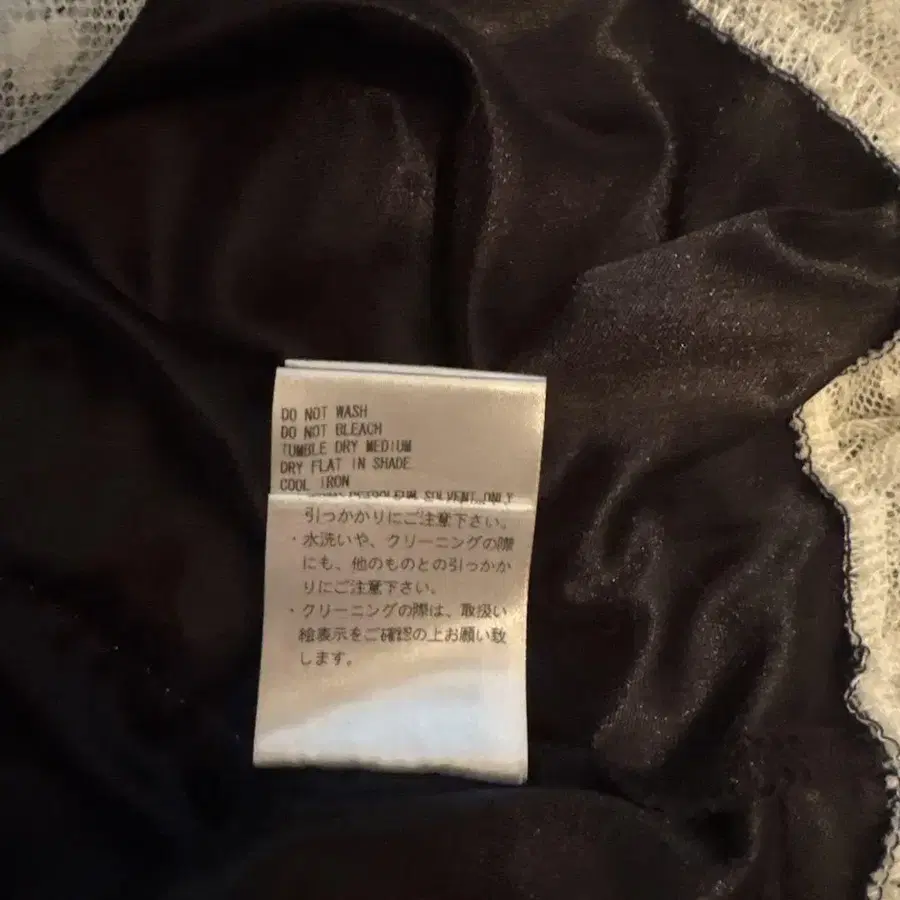 DO NOT WASH
DO NOT BLEACH
TUMBLE DRY MEDIUM
DRY FLAT IN SHADE
COOL IRON
PETROLEUM SOLVENT ONLY
引っかかりにご注意下さい。
・水洗いや、クリーニングの際
にも、他のものとの引っかか
りにご注意下さい。
・クリーニングの際は、取扱い
絵表示をご確認の上お願い致
します。